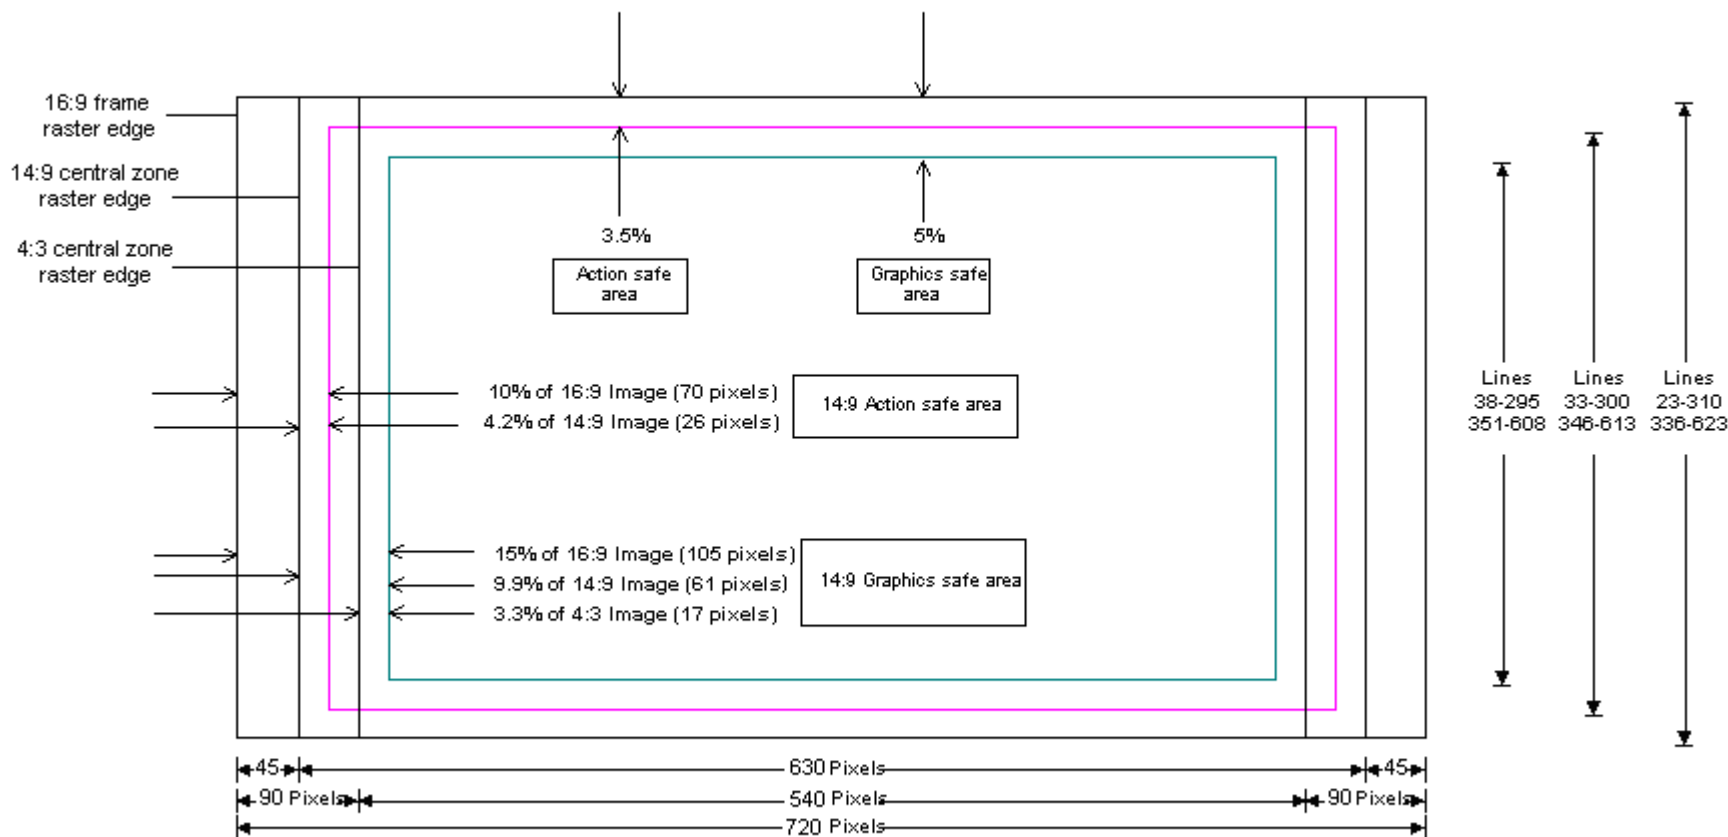 16:9 frame
raster edge
14:9 central zone
raster edge
4:3 central zone
raster edge
3.5%
5%
Action safe
area
Graphics safe
area
10% of 16:9 Image (70 pixels)
4.2% of 14:9 Image (26 pixels)
14:9 Action safe area
15% of 16:9 Image (105 pixels)
9.9% of 14:9 Image (61 pixels)
3.3% of 4:3 Image (17 pixels)
14:9 Graphics safe area
Lines
38-295
351-608
Lines
33-300
346-613
Lines
23-310
336-623
45
630 Pixels
45
90 Pixels
540 Pixels
90 Pixels
720 Pixels